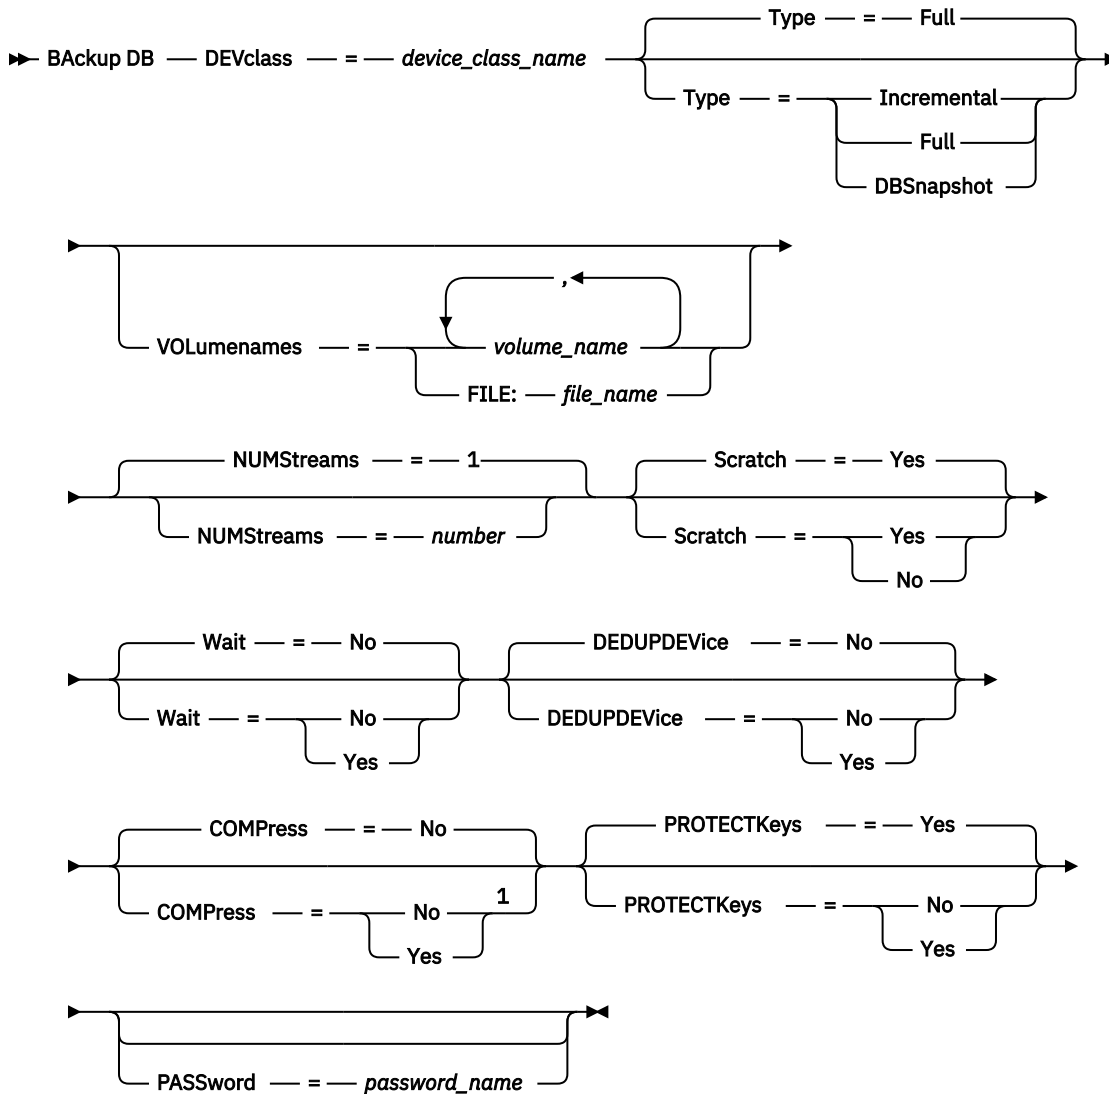 Type = Full
BAckup DB DEVclass = device_class_name
Type = Incremental
Full
DBSnapshot
,
VOLumenames = volume_name
FILE: file_name
NUMStreams = 1 Scratch = Yes
NUMStreams = number Scratch = Yes
No
Wait = No DEDUPDEVice = No
Wait = No DEDUPDEVice = No
Yes Yes
COMPress = No PROTECTKeys = Yes
COMPress = No 1 PROTECTKeys = No
Yes Yes
PASSword = password_name